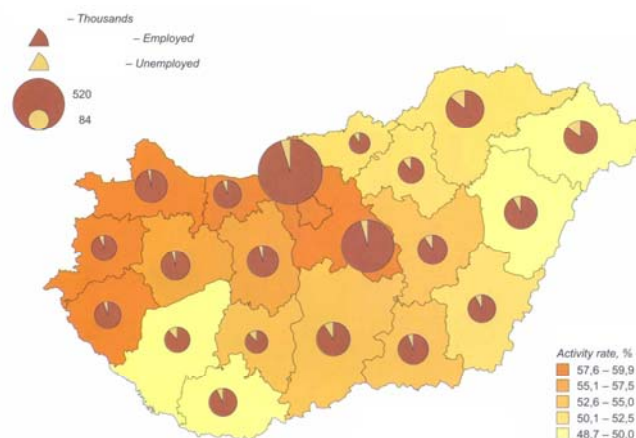 – Thousands
– Employed
– Unemployed
520
84
Activity rate, %
57,6 – 59,9
55,1 – 57,5
52,6 – 55,0
50,1 – 52,5
48,7 – 50,0